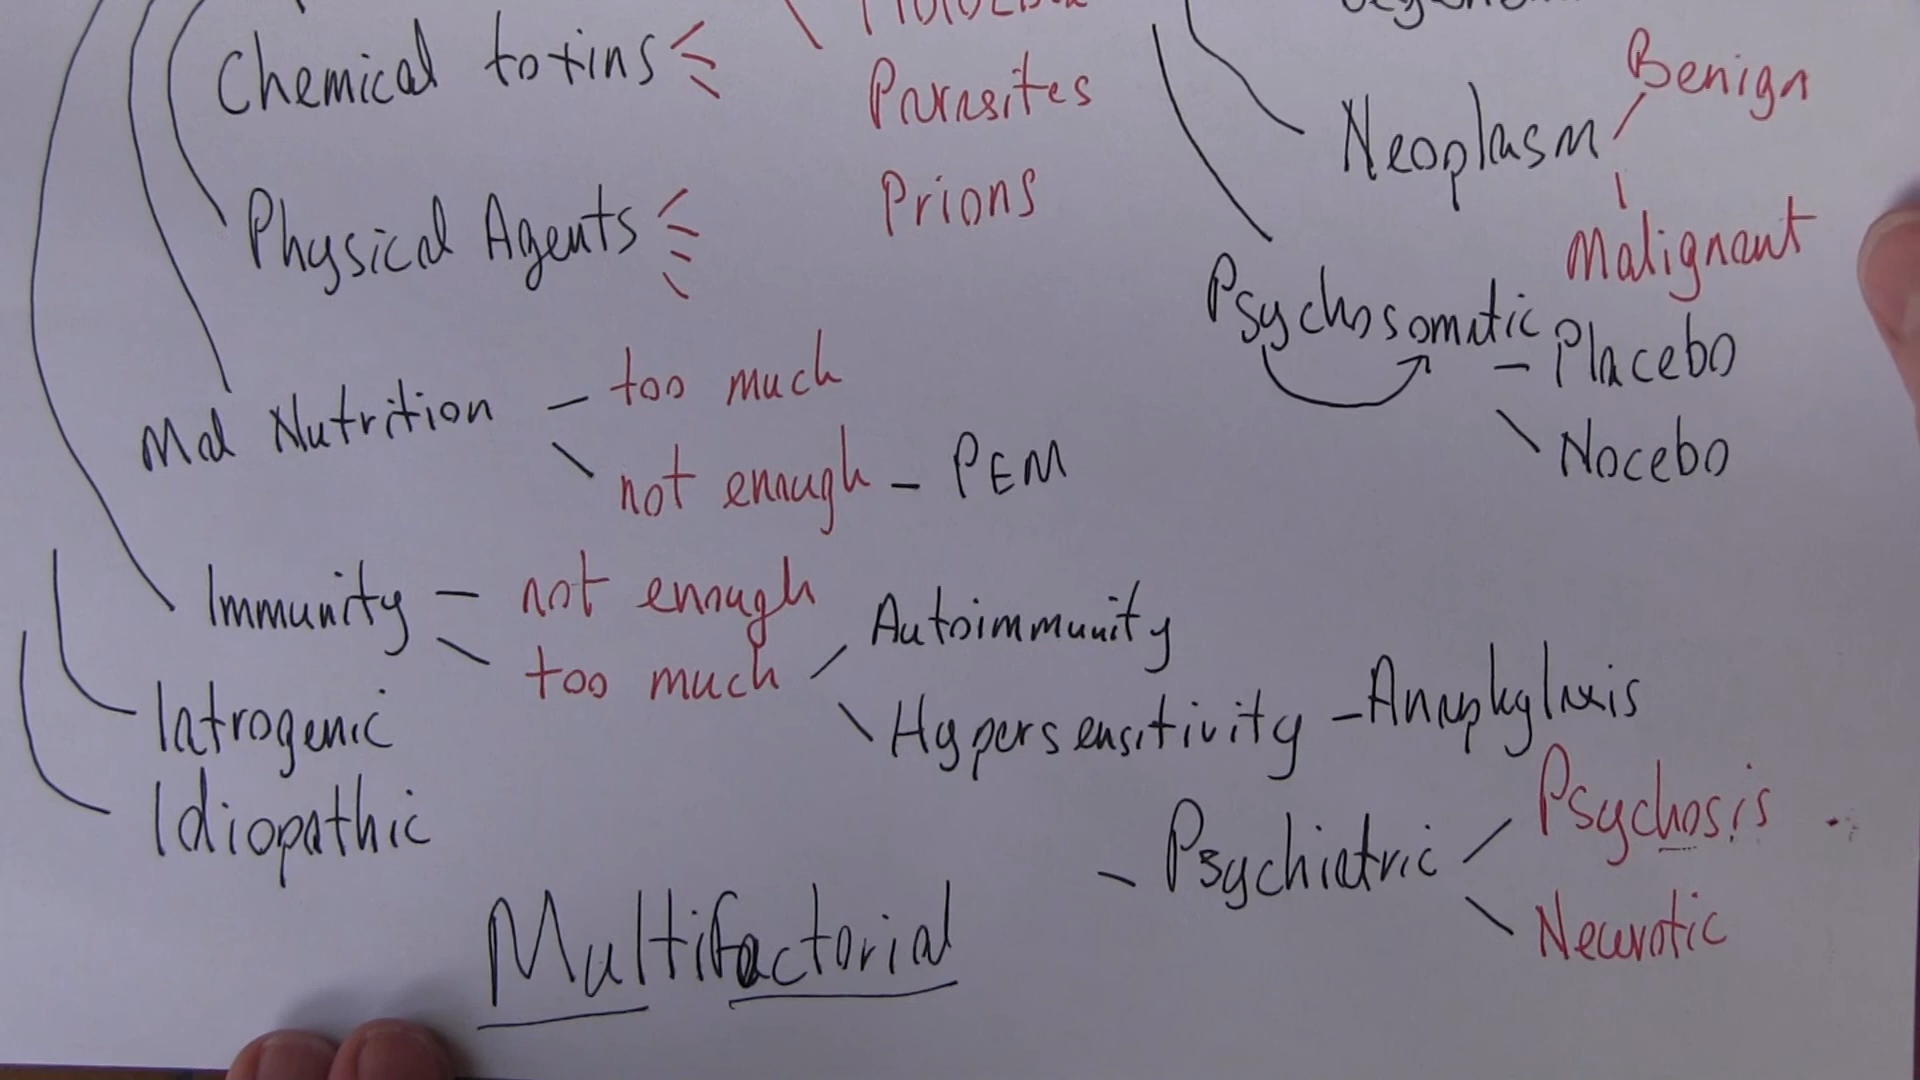 Chemical toxins
Parasites
Prions
Physical Agents
Mal Nutrition - too much
not enough - PEM
Immunity - not enough
too much
Autoimmunity
Hypersensitivity - Anaphylaxis
Iatrogenic
Idiopathic
Multifactorial
Benign
Neoplasm
Malignant
Psychosomatic
- Placebo
Nocebo
- Psychiatric
Psychosis
Neurotic